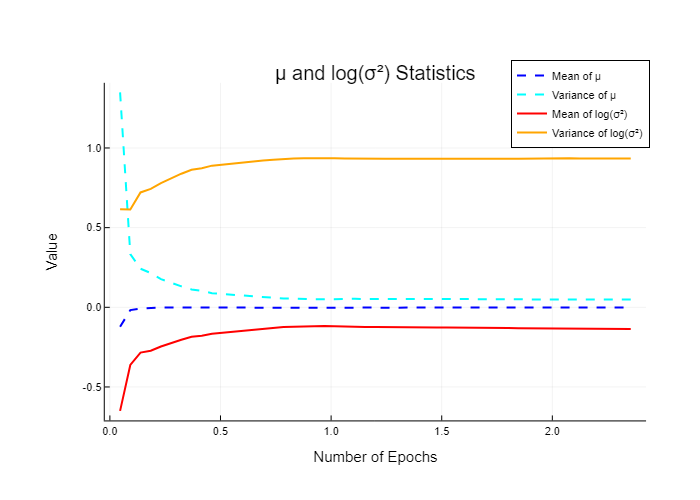 μ and log(σ²) Statistics
Mean of μ
Variance of μ
Mean of log(σ²)
Variance of log(σ²)
Value
1.0
0.5
0.0
-0.5
0.0 0.5 1.0 1.5 2.0
Number of Epochs